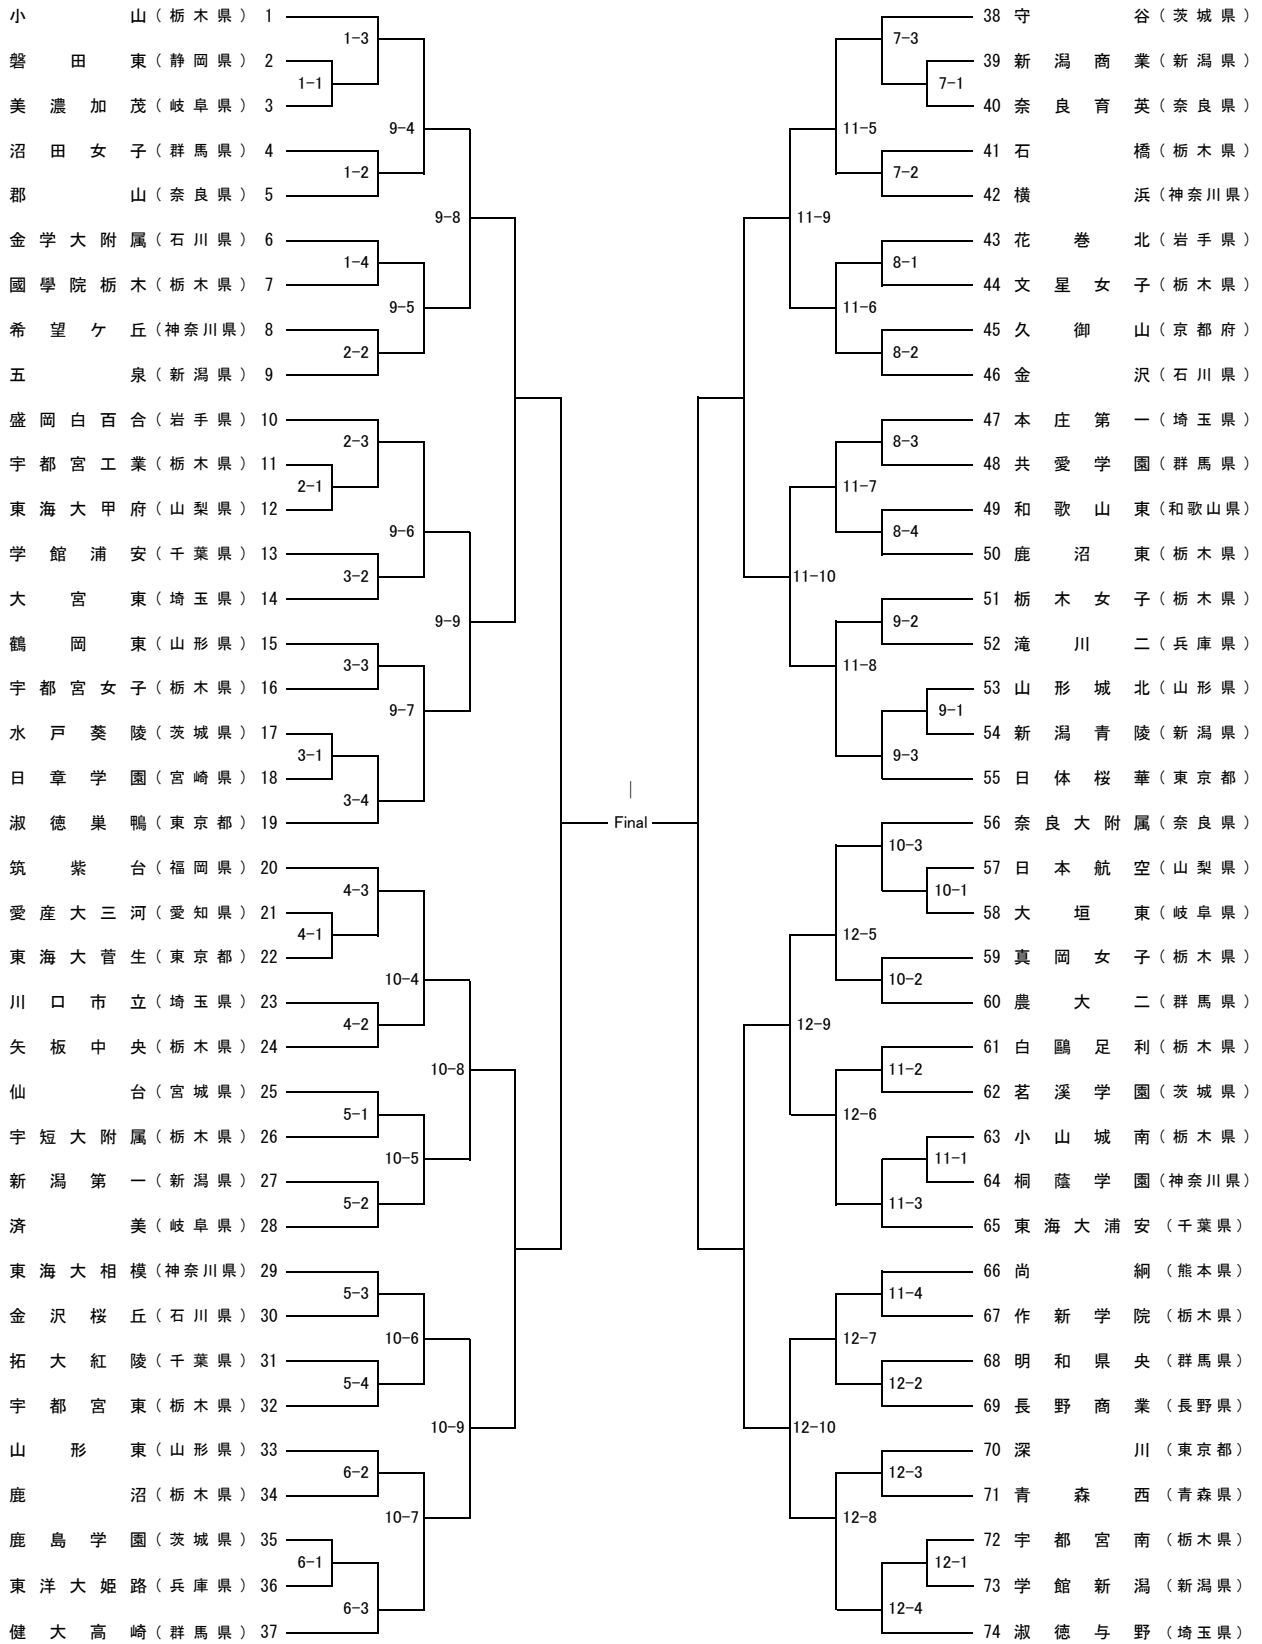 小山(栃木県) 1
1-3
磐田東(静岡県) 2
1-1
美濃加茂(岐阜県) 3
9-4
沼田女子(群馬県) 4
1-2
郡山(奈良県) 5
9-8
金学大附属(石川県) 6
1-4
國學院栃木(栃木県) 7
9-5
希望ケ丘(神奈川県) 8
2-2
五泉(新潟県) 9
盛岡白百合(岩手県) 10
2-3
宇都宮工業(栃木県) 11
2-1
東海大甲府(山梨県) 12
9-6
学館浦安(千葉県) 13
3-2
大宮東(埼玉県) 14
9-9
鶴岡東(山形県) 15
3-3
宇都宮女子(栃木県) 16
9-7
水戸葵陵(茨城県) 17
3-1
日章学園(宮崎県) 18
3-4
淑徳巣鴨(東京都) 19
筑紫台(福岡県) 20
4-3
愛産大三河(愛知県) 21
4-1
東海大菅生(東京都) 22
10-4
川口市立(埼玉県) 23
4-2
矢板中央(栃木県) 24
10-8
仙台(宮城県) 25
5-1
宇短大附属(栃木県) 26
10-5
新潟第一(新潟県) 27
5-2
済美(岐阜県) 28
東海大相模(神奈川県) 29
5-3
金沢桜丘(石川県) 30
10-6
拓大紅陵(千葉県) 31
5-4
宇都宮東(栃木県) 32
10-9
山形東(山形県) 33
6-2
鹿沼(栃木県) 34
10-7
鹿島学園(茨城県) 35
6-1
東洋大姫路(兵庫県) 36
6-3
健大高崎(群馬県) 37
|
Final
38 守谷(茨城県)
7-3
39 新潟商業(新潟県)
7-1
40 奈良育英(奈良県)
11-5
41 石橋(栃木県)
7-2
42 横浜(神奈川県)
11-9
43 花巻北(岩手県)
8-1
44 文星女子(栃木県)
11-6
45 久御山(京都府)
8-2
46 金沢(石川県)
47 本庄第一(埼玉県)
8-3
48 共愛学園(群馬県)
11-7
49 和歌山東(和歌山県)
8-4
50 鹿沼東(栃木県)
11-10
51 栃木女子(栃木県)
9-2
52 滝川二(兵庫県)
11-8
53 山形城北(山形県)
9-1
54 新潟青陵(新潟県)
9-3
55 日体桜華(東京都)
56 奈良大附属(奈良県)
10-3
57 日本航空(山梨県)
10-1
58 大垣東(岐阜県)
12-5
59 真岡女子(栃木県)
10-2
60 農大二(群馬県)
12-9
61 白鷗足利(栃木県)
11-2
62 茗溪学園(茨城県)
12-6
63 小山城南(栃木県)
11-1
64 桐蔭学園(神奈川県)
11-3
65 東海大浦安(千葉県)
66 尚絅(熊本県)
11-4
67 作新学院(栃木県)
12-7
68 明和県央(群馬県)
12-2
69 長野商業(長野県)
12-10
70 深川(東京都)
12-3
71 青森西(青森県)
12-8
72 宇都宮南(栃木県)
12-1
73 学館新潟(新潟県)
12-4
74 淑徳与野(埼玉県)